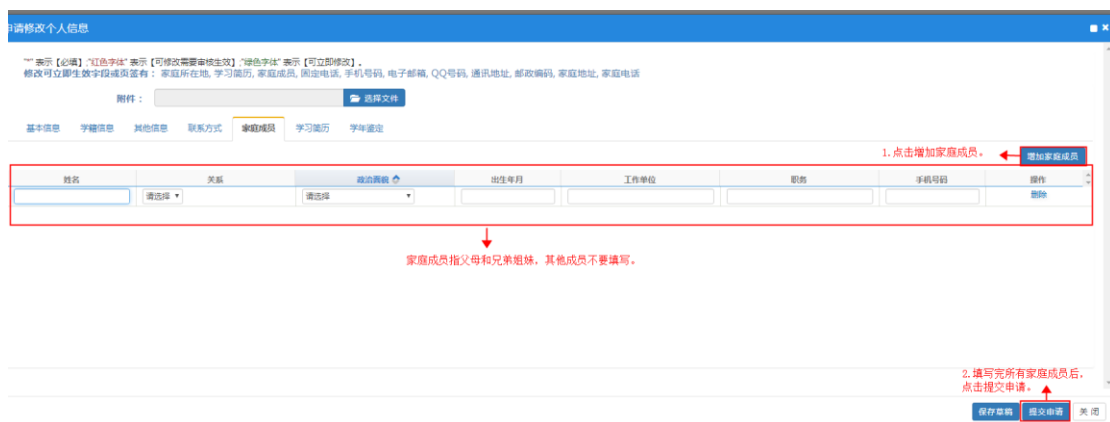 申请修改个人信息
"*" 表示【必填】;"红色字体" 表示【可修改需要审核生效】;"绿色字体" 表示【可立即修改】。
修改可立即生效字段或页签有： 家庭所在地, 学习简历, 家庭成员, 固定电话, 手机号码, 电子邮箱, QQ号码, 通讯地址, 邮政编码, 家庭地址, 家庭电话
附件： 选择文件
基本信息 学籍信息 其他信息 联系方式 家庭成员 学习简历 学年鉴定
1.点击增加家庭成员。 增加家庭成员
姓名 关系 政治面貌 出生年月 工作单位 职务 手机号码 操作
请选择 请选择 删除
家庭成员指父母和兄弟姐妹，其他成员不要填写。
2.填写完所有家庭成员后，
点击提交申请。
保存草稿 提交申请 关闭